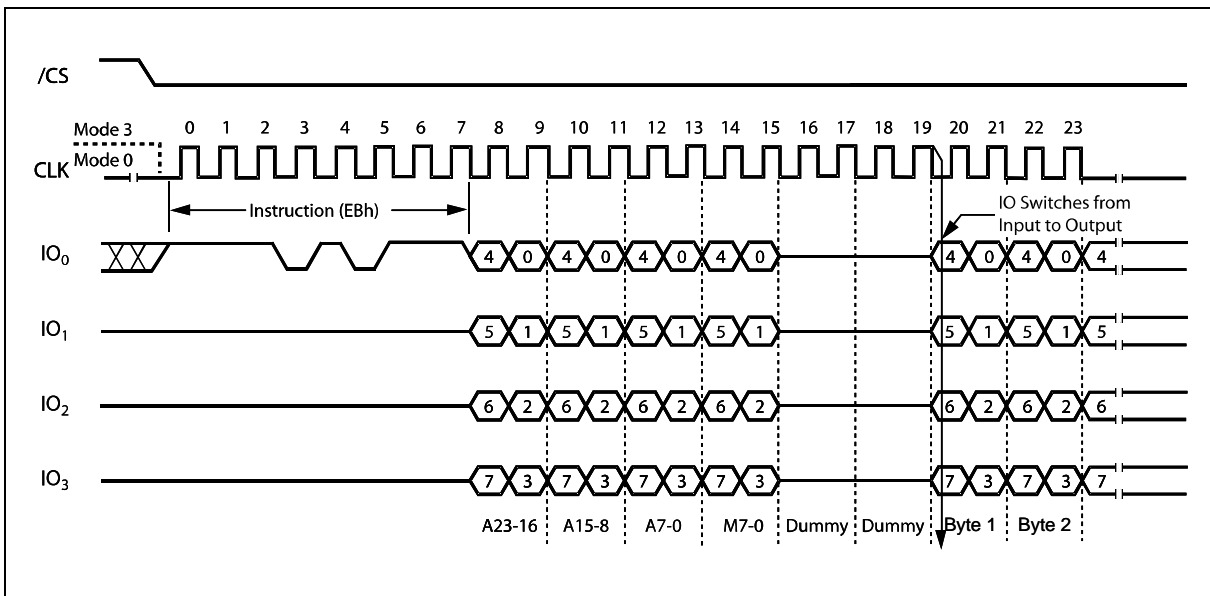 /CS
Mode 3
0 1 2 3 4 5 6 7 8 9 10 11 12 13 14 15 16 17 18 19 20 21 22 23
Mode 0
CLK
Instruction (EBh)
IO Switches from
Input to Output
IO₀ 4 0 4 0 4 0 4 0 4 0 4 0 4
IO₁ 5 1 5 1 5 1 5 1 5 1 5 1 5
IO₂ 6 2 6 2 6 2 6 2 6 2 6 2 6
IO₃ 7 3 7 3 7 3 7 3 7 3 7 3 7
A23-16 A15-8 A7-0 M7-0 Dummy Dummy Byte 1 Byte 2